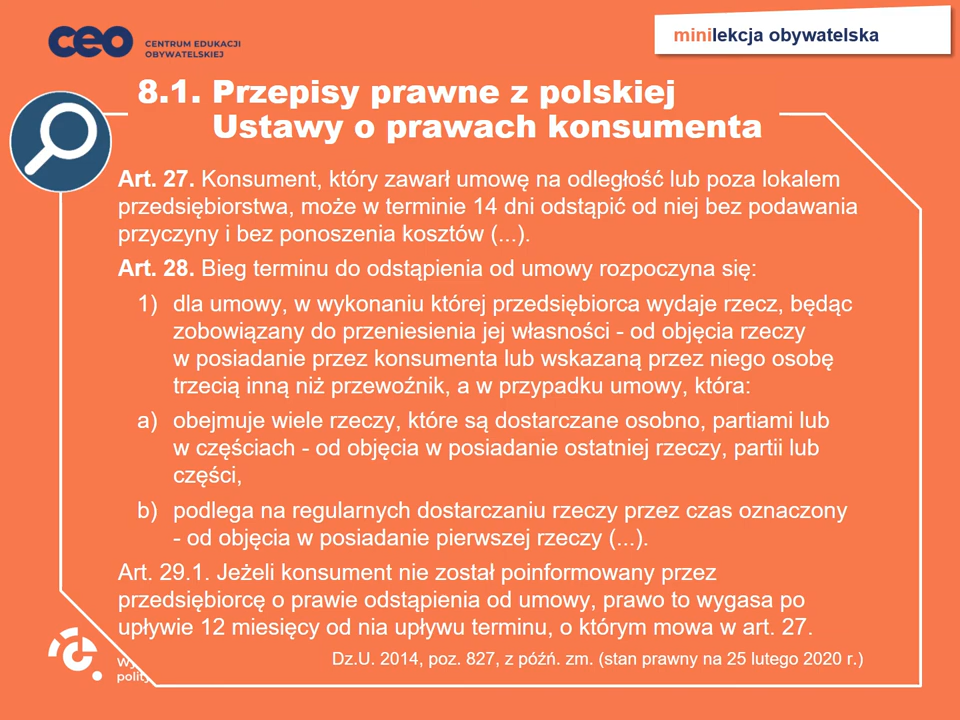 ceo CENTRUM EDUKACJI
OBYWATELSKIEJ
minilekcja obywatelska
8.1. Przepisy prawne z polskiej
Ustawy o prawach konsumenta
Art. 27. Konsument, który zawarł umowę na odległość lub poza lokalem
przedsiębiorstwa, może w terminie 14 dni odstąpić od niej bez podawania
przyczyny i bez ponoszenia kosztów (...).
Art. 28. Bieg terminu do odstąpienia od umowy rozpoczyna się:
1) dla umowy, w wykonaniu której przedsiębiorca wydaje rzecz, będąc
zobowiązany do przeniesienia jej własności - od objęcia rzeczy
w posiadanie przez konsumenta lub wskazaną przez niego osobę
trzecią inną niż przewoźnik, a w przypadku umowy, która:
a) obejmuje wiele rzeczy, które są dostarczane osobno, partiami lub
w częściach - od objęcia w posiadanie ostatniej rzeczy, partii lub
części,
b) podlega na regularnych dostarczaniu rzeczy przez czas oznaczony
- od objęcia w posiadanie pierwszej rzeczy (...).
Art. 29.1. Jeżeli konsument nie został poinformowany przez
przedsiębiorcę o prawie odstąpienia od umowy, prawo to wygasa po
upływie 12 miesięcy od nia upływu terminu, o którym mowa w art. 27.
Dz.U. 2014, poz. 827, z późń. zm. (stan prawny na 25 lutego 2020 r.)